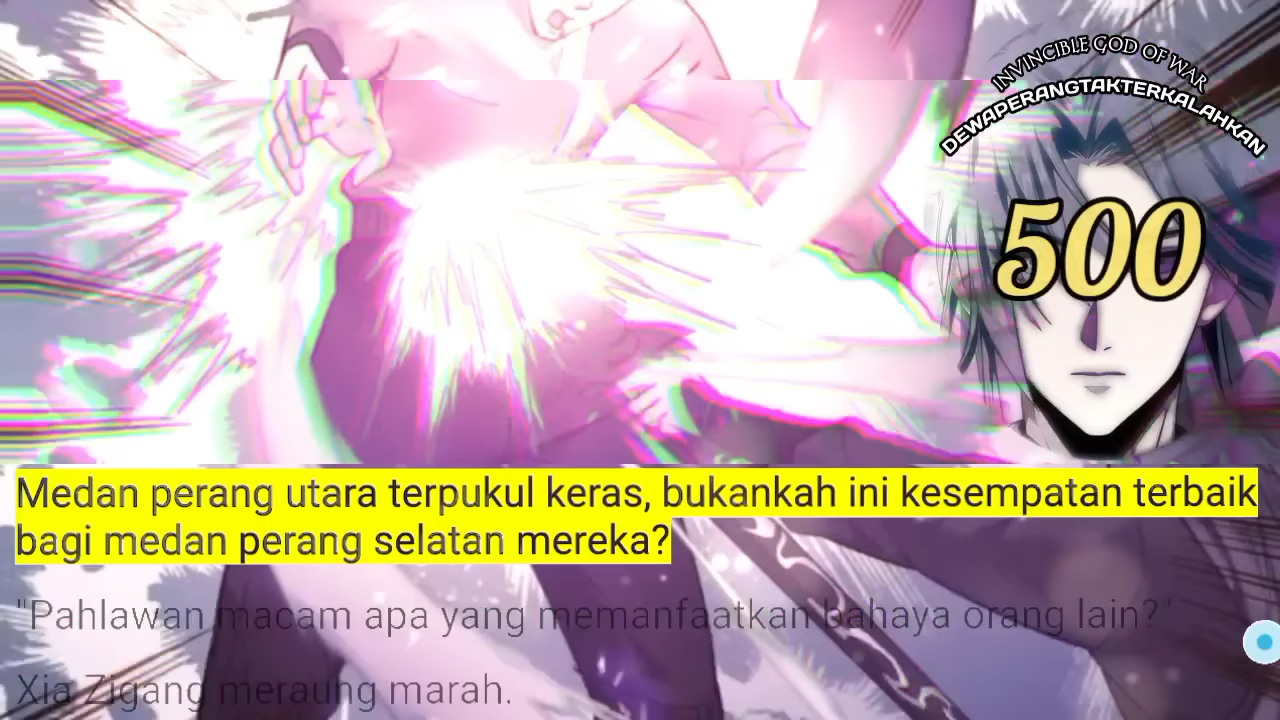 INVINCIBLE GOD OF WAR
DEWAPERANGTAKTERKALAHKAN
500
Medan perang utara terpukul keras, bukankah ini kesempatan terbaik
bagi medan perang selatan mereka?
"Pahlawan macam apa yang memanfaatkan bahaya orang lain?"
Xia Zigang meraung marah.